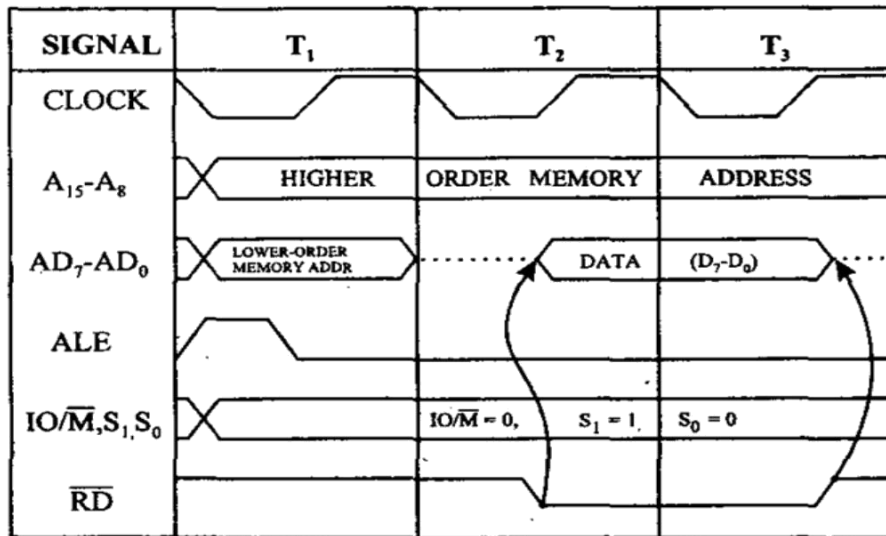 SIGNAL T₁ T₂ T₃
CLOCK
A₁₅-A₈ HIGHER ORDER MEMORY ADDRESS
AD₇-AD₀ LOWER-ORDER
MEMORY ADDR DATA (D₇-D₀)
ALE
IO/M̅,S₁,S₀ IO/M̅ = 0, S₁ = 1 S₀ = 0
R̅D̅